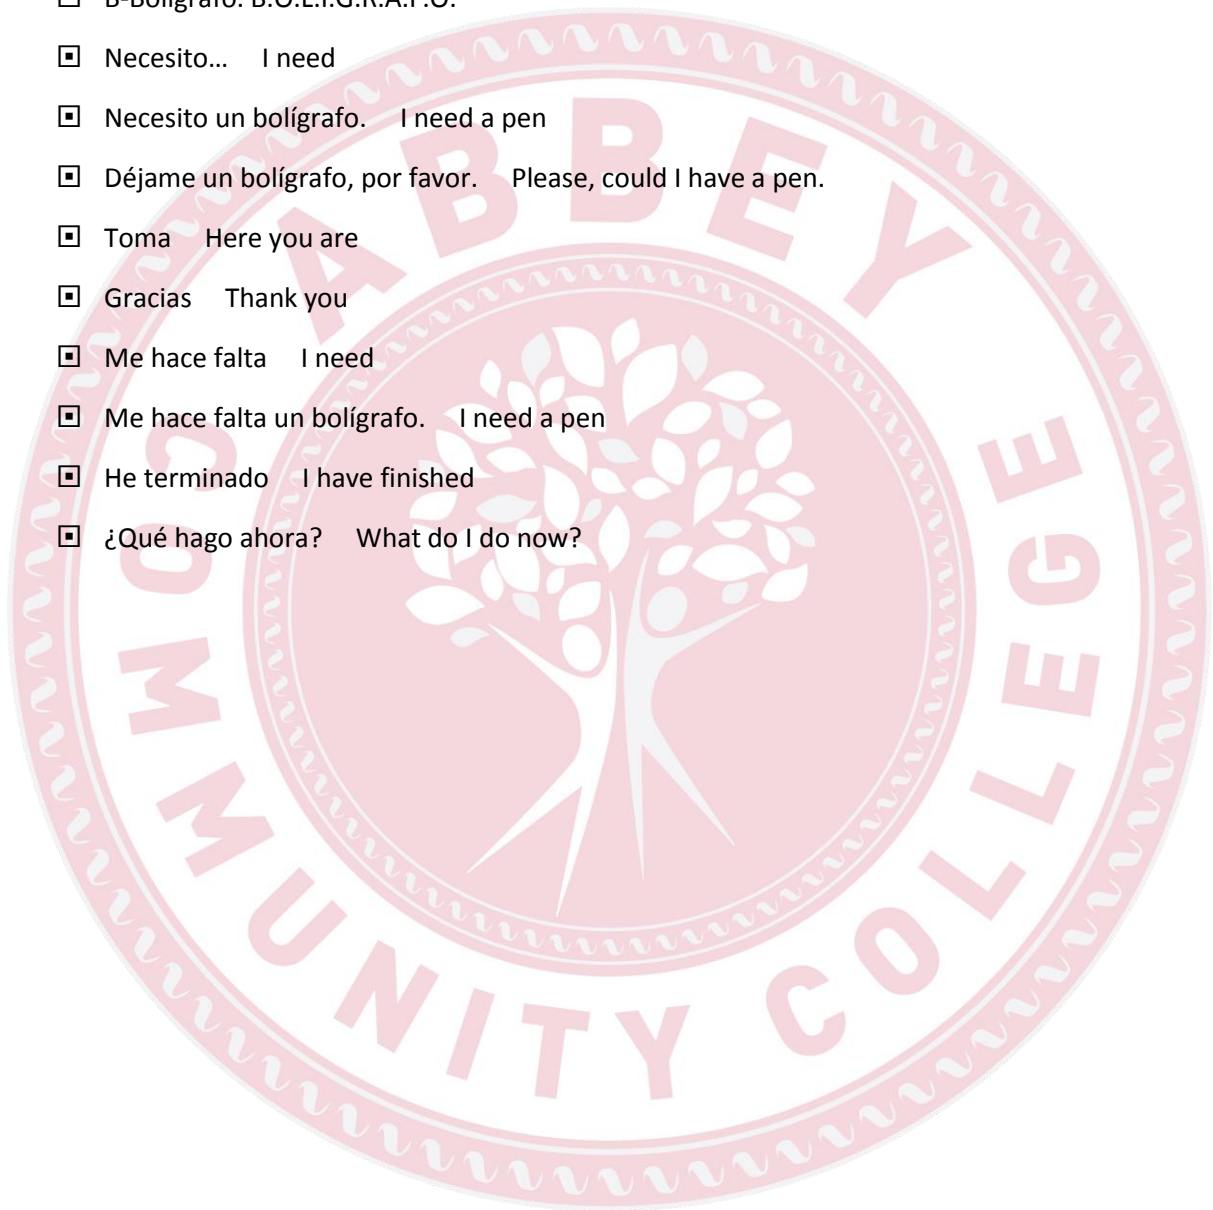 B-Bolígrafo. B.O.L.I.G.R.A.F.O.
Necesito… I need
Necesito un bolígrafo. I need a pen
Déjame un bolígrafo, por favor. Please, could I have a pen.
Toma Here you are
Gracias Thank you
Me hace falta I need
Me hace falta un bolígrafo. I need a pen
He terminado I have finished
¿Qué hago ahora? What do I do now?
ABBEY
COMMUNITY COLLEGE